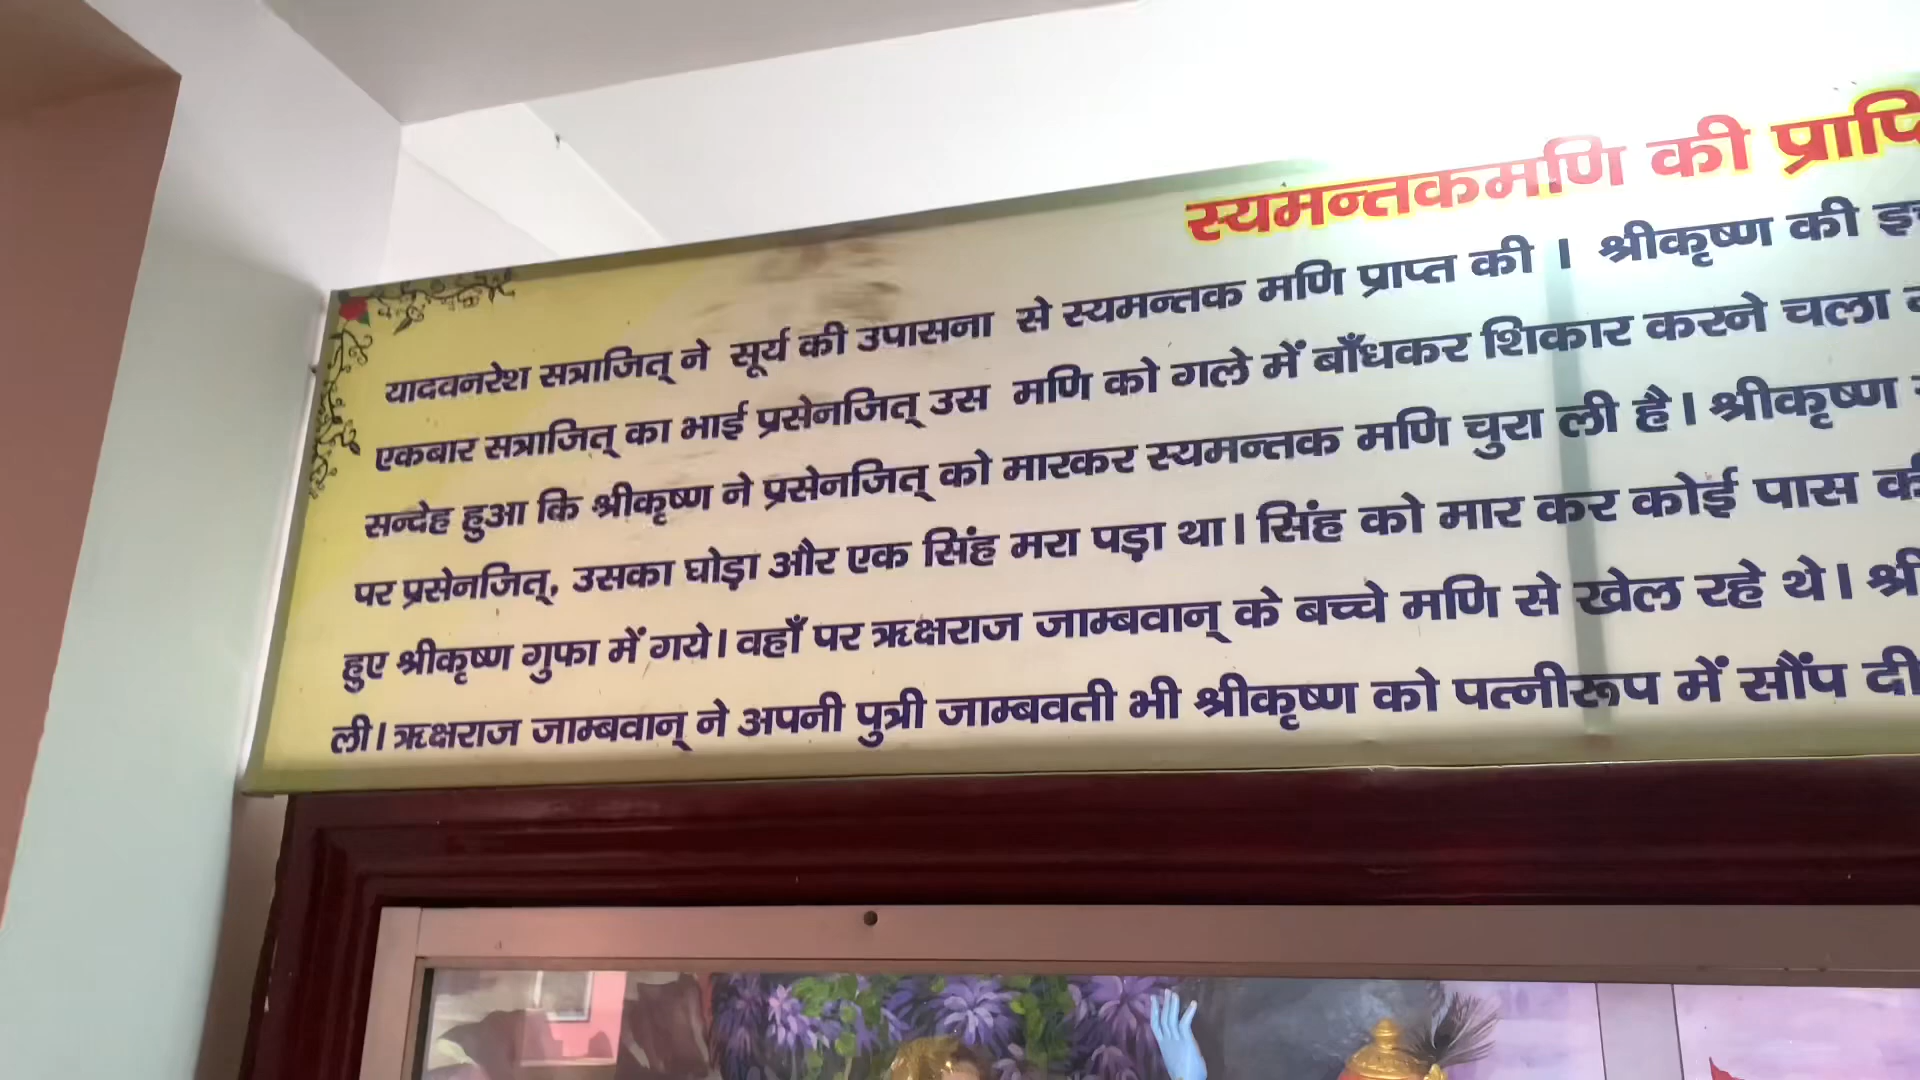 स्यमन्तकमणि की
यादवनरेश सत्राजित् ने सूर्य की उपासना से स्यमन्तक मणि प्राप्त की । श्रीकृष्ण की
एकबार सत्राजित् का भाई प्रसेनजित् उस मणि को गले में बाँधकर शिकार करने चला
सन्देह हुआ कि श्रीकृष्ण ने प्रसेनजित् को मारकर स्यमन्तक मणि चुरा ली है। श्रीकृष्ण
पर प्रसेनजित्, उसका घोड़ा और एक सिंह मरा पड़ा था। सिंह को मार कर कोई पास
हुए श्रीकृष्ण गुफा में गये। वहाँ पर ऋक्षराज जाम्बवान् के बच्चे मणि से खेल रहे थे।
ली। ऋक्षराज जाम्बवान् ने अपनी पुत्री जाम्बवती भी श्रीकृष्ण को पत्नीरूप में सौंप दी